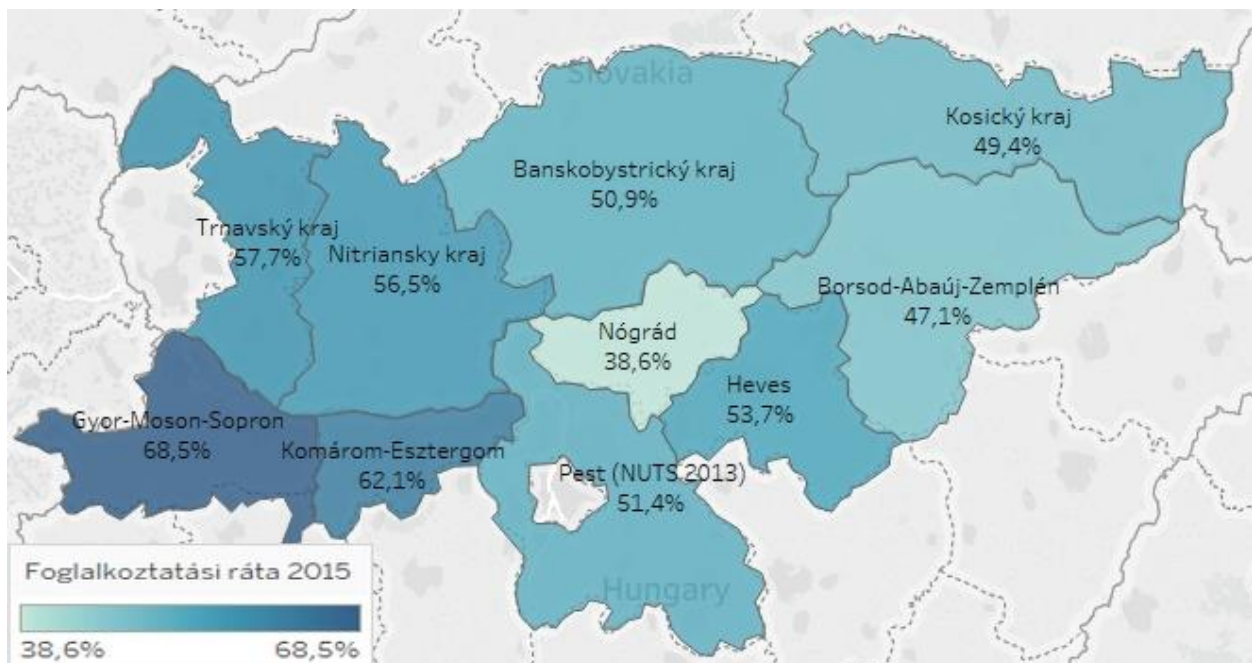 Slovakia
Kosický kraj
49,4%
Banskobystrický kraj
50,9%
Trnavský kraj
57,7%
Nitriansky kraj
56,5%
Borsod-Abaúj-Zemplén
47,1%
Nógrád
38,6%
Heves
53,7%
Gyor-Moson-Sopron
68,5%
Komárom-Esztergom
62,1%
Pest (NUTS 2013)
51,4%
Hungary
Foglalkoztatási ráta 2015
38,6% 68,5%